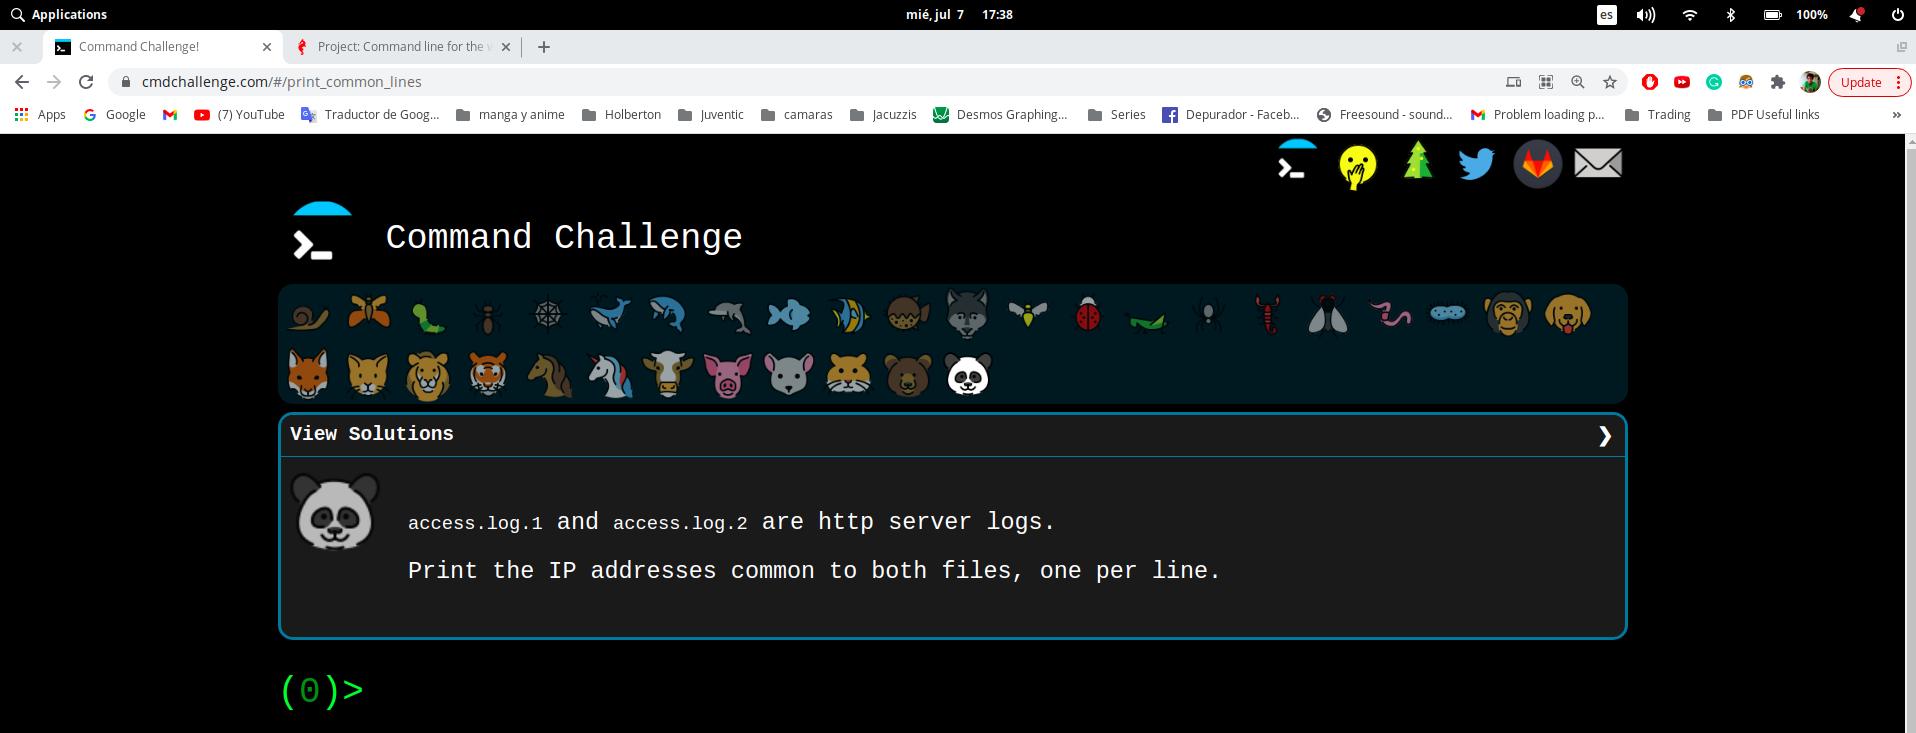 Applications
mié, jul 7 17:38
es
100%
Command Challenge!
Project: Command line for the
cmdchallenge.com/#/print_common_lines
Update
Apps
Google
(7) YouTube
Traductor de Goog...
manga y anime
Holberton
Juventic
camaras
Jacuzzis
Desmos Graphing...
Series
Depurador - Faceb...
Freesound - sound...
Problem loading p...
Trading
PDF Useful links
»
Command Challenge
View Solutions
access.log.1 and access.log.2 are http server logs.
Print the IP addresses common to both files, one per line.
(0)>